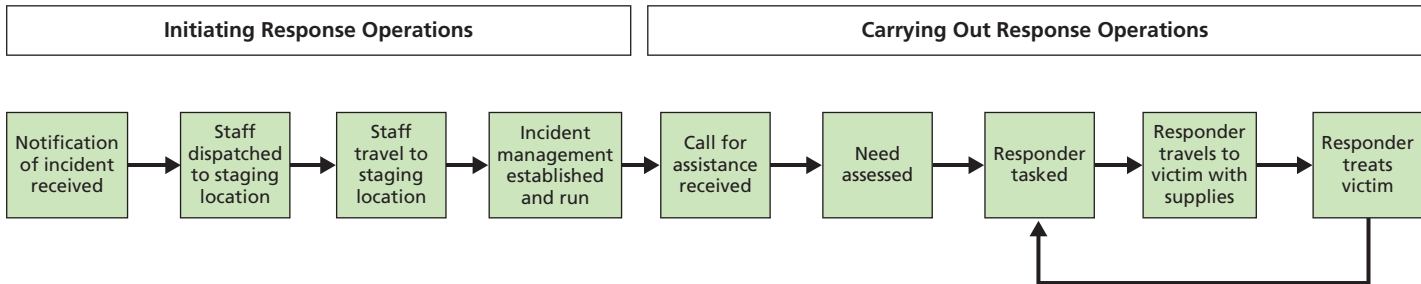 Initiating Response Operations
Carrying Out Response Operations
Notification
of incident
received
Staff
dispatched
to staging
location
Staff
travel to
staging
location
Incident
management
established
and run
Call for
assistance
received
Need
assessed
Responder
tasked
Responder
travels to
victim with
supplies
Responder
treats
victim